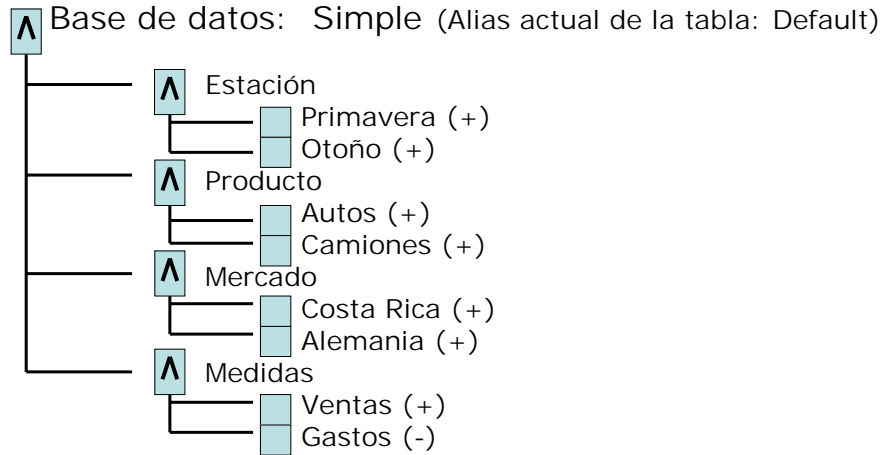 Base de datos: Simple (Alias actual de la tabla: Default)
Estación
Primavera (+)
Otoño (+)
Producto
Autos (+)
Camiones (+)
Mercado
Costa Rica (+)
Alemania (+)
Medidas
Ventas (+)
Gastos (-)